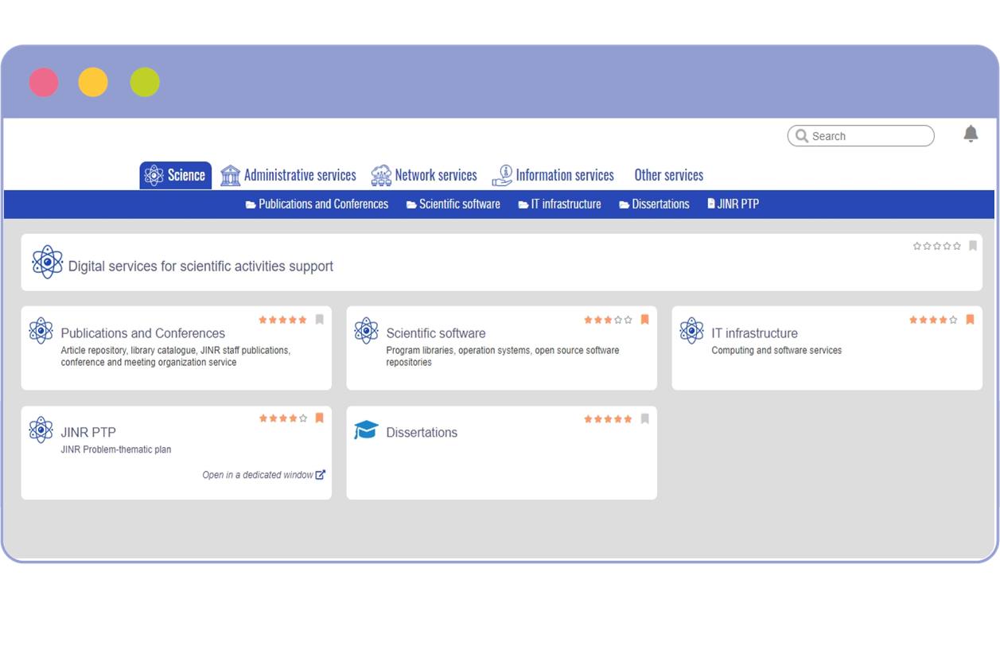 Search
Science Administrative services Network services Information services Other services
Publications and Conferences Scientific software IT infrastructure Dissertations JINR PTP
Digital services for scientific activities support
Publications and Conferences
Article repository, library catalogue, JINR staff publications,
conference and meeting organization service
Scientific software
Program libraries, operation systems, open source software
repositories
IT infrastructure
Computing and software services
JINR PTP
JINR Problem-thematic plan
Open in a dedicated window
Dissertations